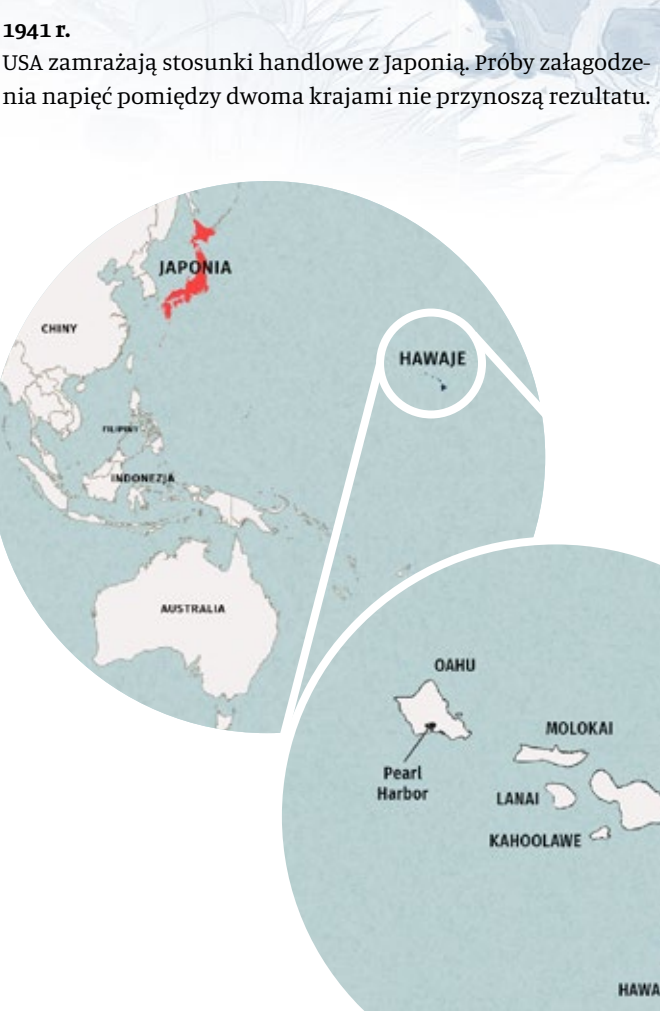 1941 r.
USA zamrażają stosunki handlowe z Japonią. Próby załagodze-
nia napięć pomiędzy dwoma krajami nie przynoszą rezultatu.
JAPONIA
CHINY
HAWAJE
FILIPINY
INDONEZJA
AUSTRALIA
OAHU
MOLOKAI
Pearl
Harbor
LANAI
KAHOOLAWE
HAWA